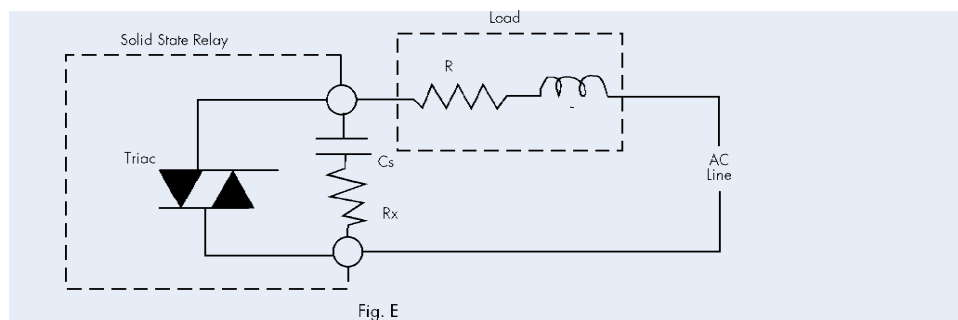 Load
Solid State Relay
R
Triac
Cs
AC
Line
Rx
Fig. E